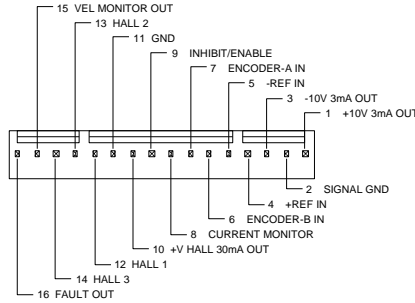 15 VEL MONITOR OUT
13 HALL 2
11 GND
9 INHIBIT/ENABLE
7 ENCODER-A IN
5 -REF IN
3 -10V 3mA OUT
1 +10V 3mA OUT
2 SIGNAL GND
4 +REF IN
6 ENCODER-B IN
8 CURRENT MONITOR
10 +V HALL 30mA OUT
12 HALL 1
14 HALL 3
16 FAULT OUT